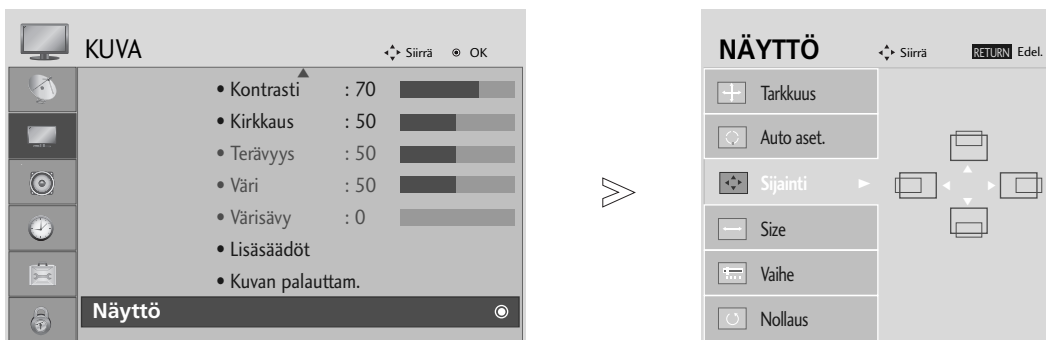 KUVA
Siirrä ◉ OK
• Kontrasti : 70
• Kirkkaus : 50
• Terävyys : 50
• Väri : 50
• Värisävy : 0
• Lisäsäädöt
• Kuvan palauttam.
Näyttö ◉
NÄYTTÖ
Siirrä RETURN Edel.
Tarkkuus
Auto aset.
Sijainti
Size
Vaihe
Nollaus